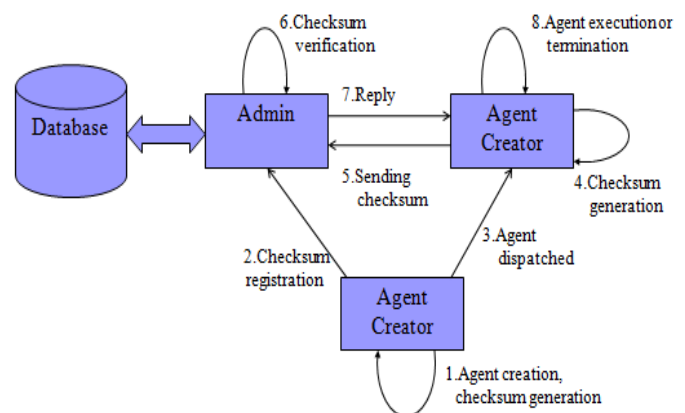 6.Checksum
verification
8.Agent execution or
termination
Database
Admin
7.Reply
Agent
Creator
5.Sending
checksum
4.Checksum
generation
2.Checksum
registration
3.Agent
dispatched
Agent
Creator
1.Agent creation,
checksum generation